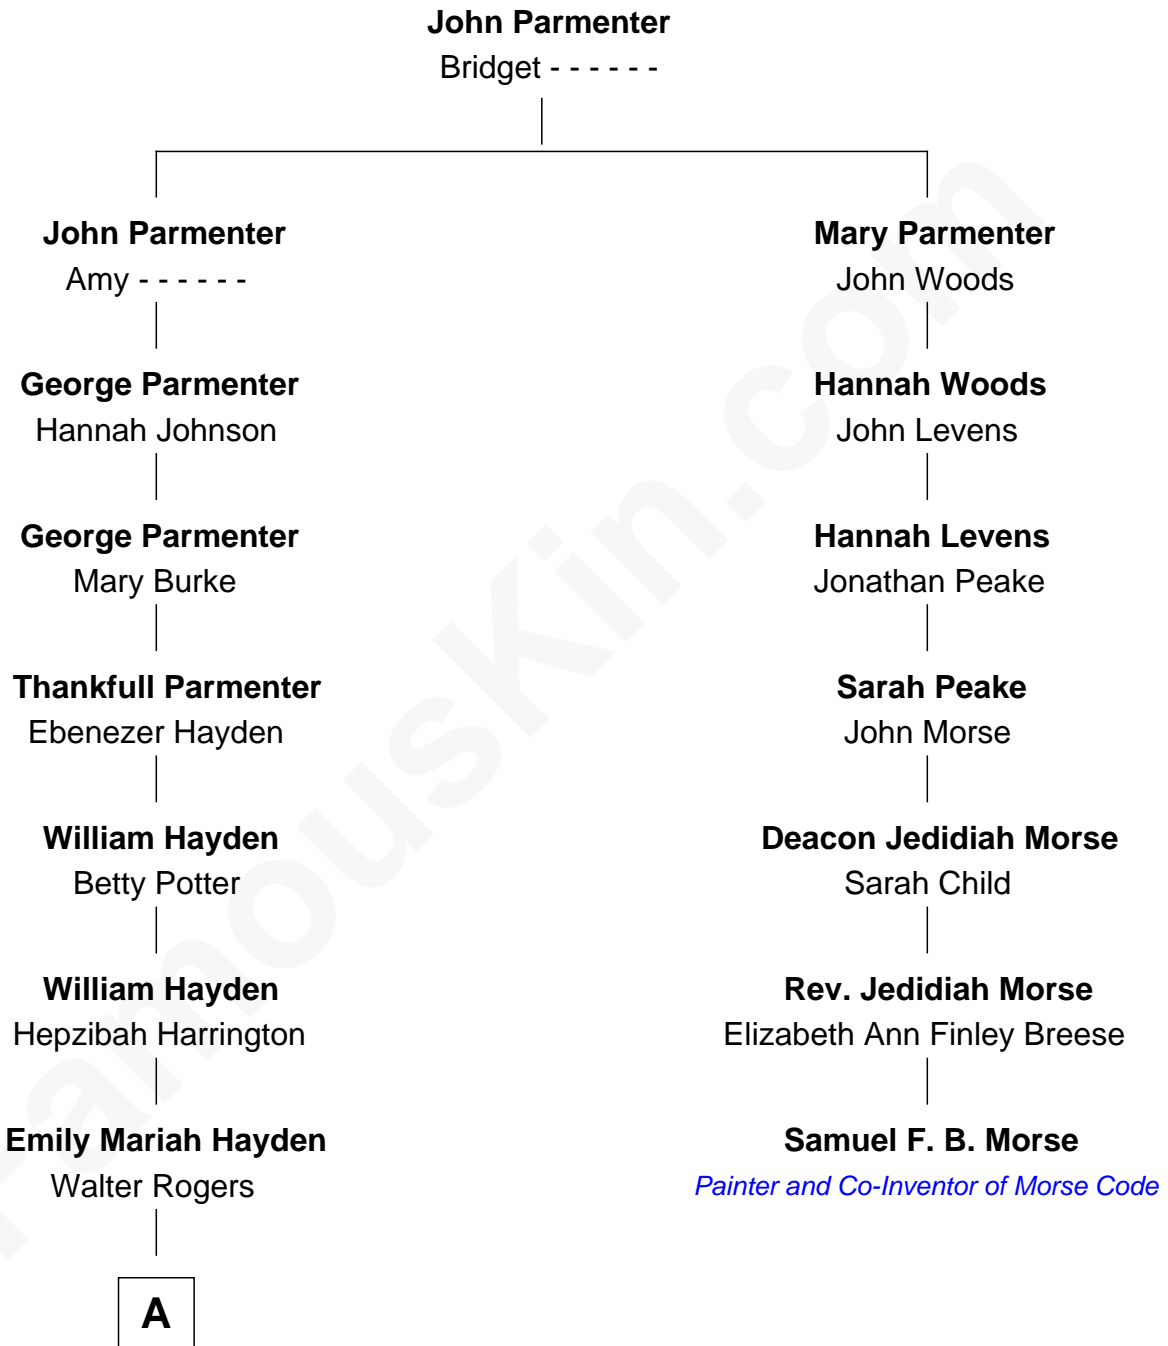 John Parmenter
Bridget - - - - - -
John Parmenter
Amy - - - - - -
Mary Parmenter
John Woods
George Parmenter
Hannah Johnson
Hannah Woods
John Levens
George Parmenter
Mary Burke
Hannah Levens
Jonathan Peake
Thankfull Parmenter
Ebenezer Hayden
Sarah Peake
John Morse
William Hayden
Betty Potter
Deacon Jedidiah Morse
Sarah Child
William Hayden
Hepzibah Harrington
Rev. Jedidiah Morse
Elizabeth Ann Finley Breese
Emily Mariah Hayden
Walter Rogers
Samuel F. B. Morse
Painter and Co-Inventor of Morse Code
A
FamousKin.com